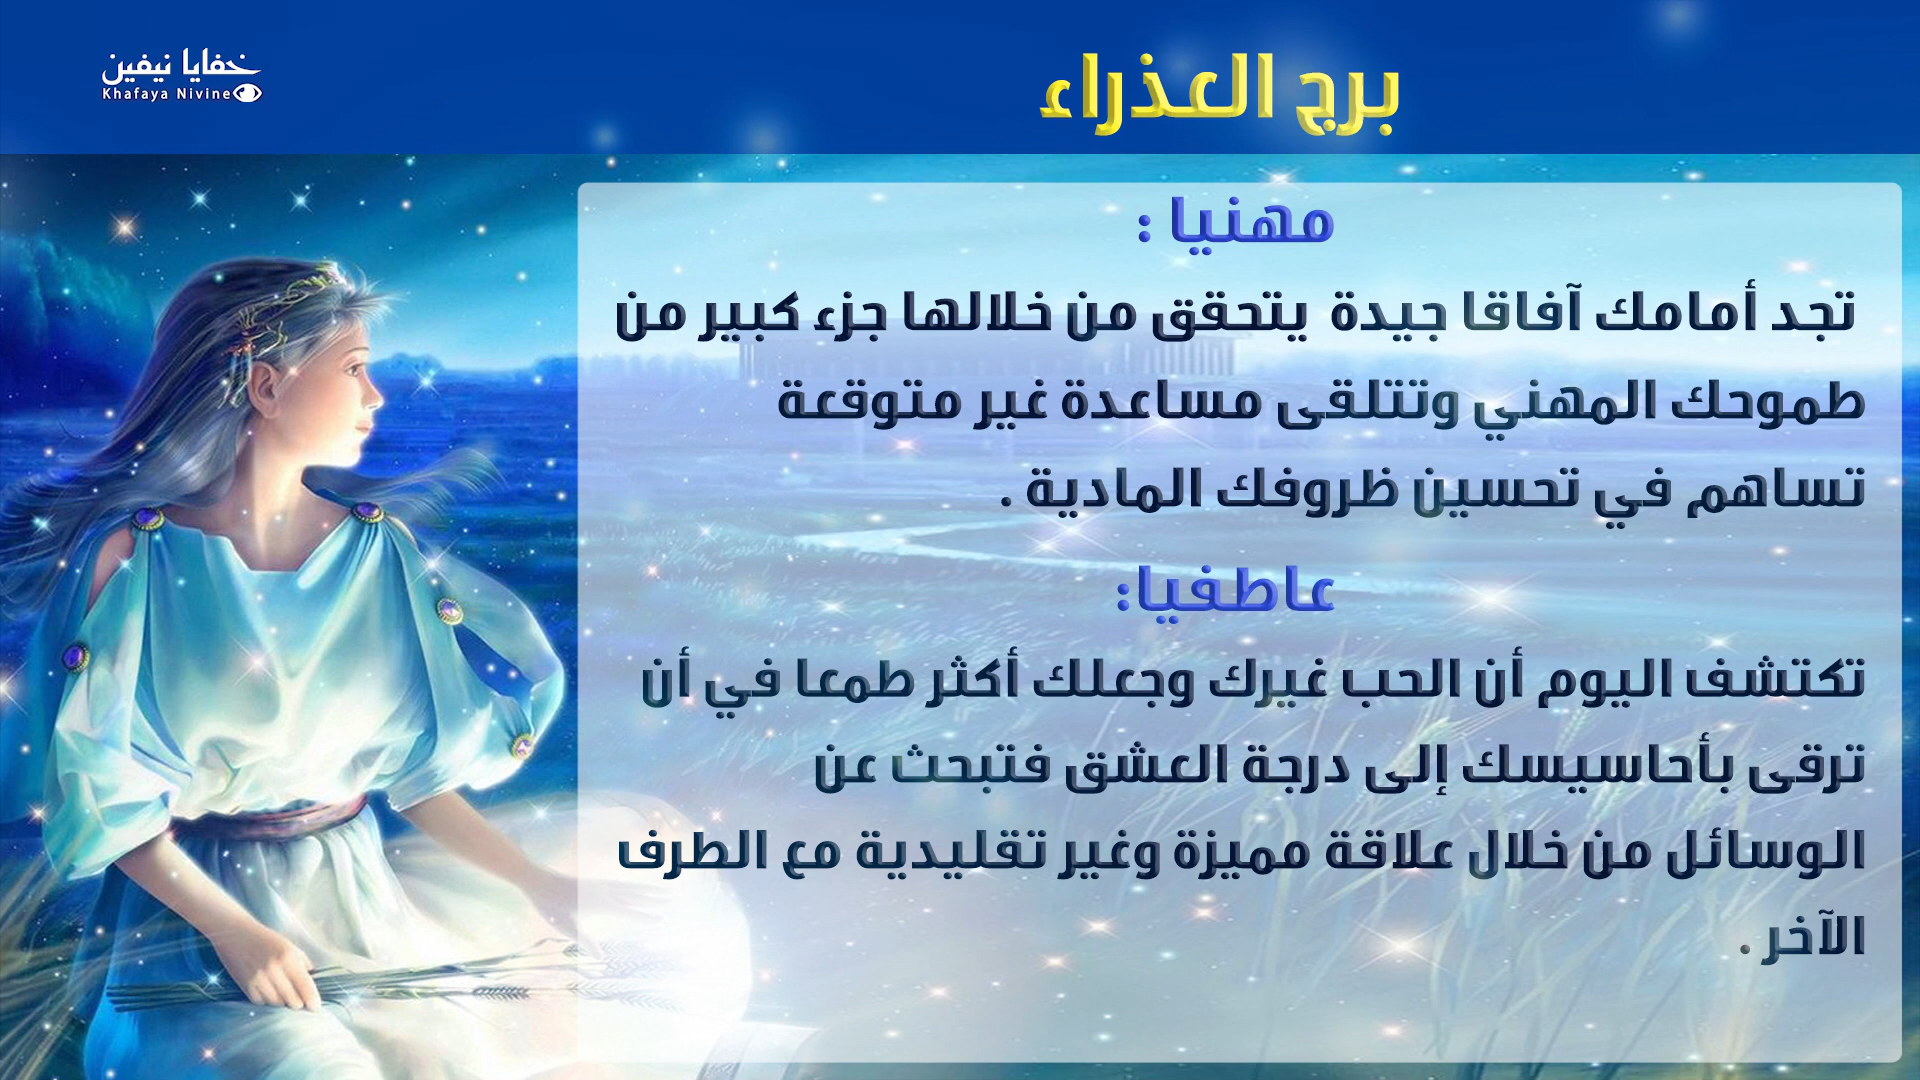 خفايا نيفين
Khafaya Nivine
برج العذراء
مهنيا :
تجد أمامك آفاقا جيدة يتحقق من خلالها جزء كبير من
طموحك المهني وتتلقى مساعدة غير متوقعة
تساهم في تحسين ظروفك المادية .
عاطفيا:
تكتشف اليوم أن الحب غيرك وجعلك أكثر طمعا في أن
ترقى بأحاسيسك إلى درجة العشق فتبحث عن
الوسائل من خلال علاقة مميزة وغير تقليدية مع الطرف
الآخر .